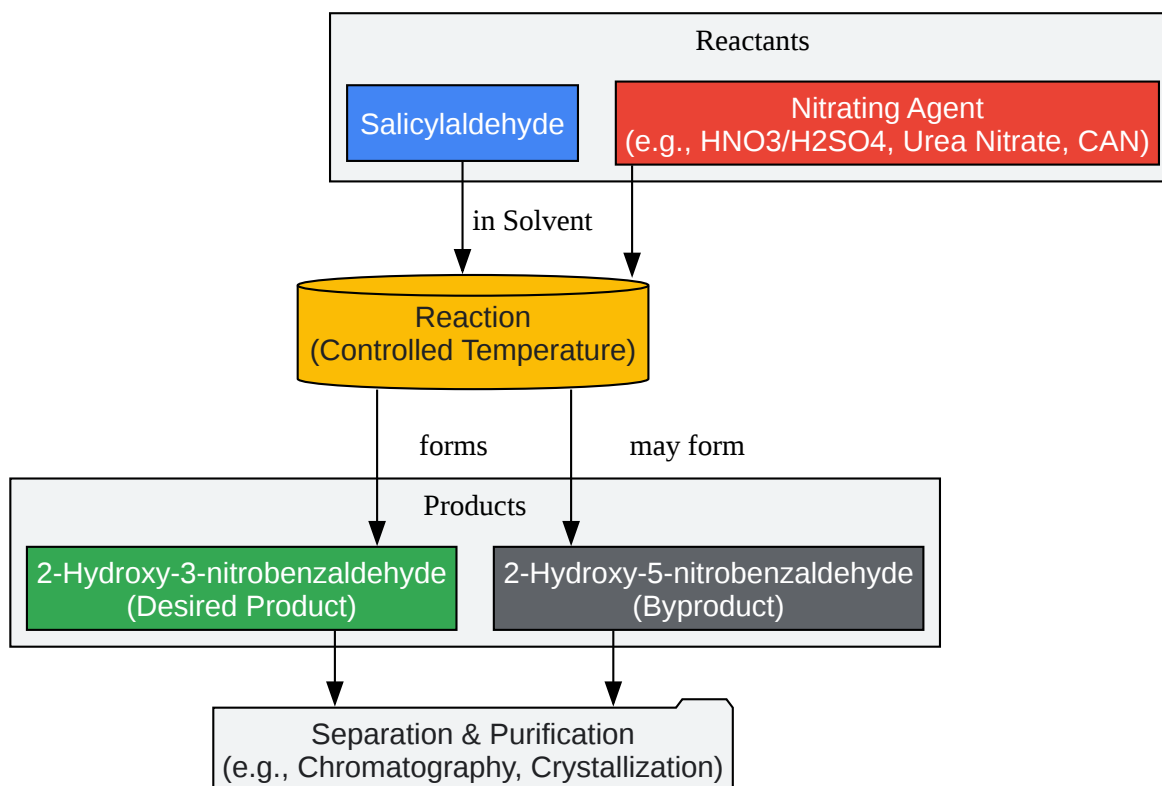 Reactants
Salicylaldehyde
Nitrating Agent
(e.g., HNO3/H2SO4, Urea Nitrate, CAN)
in Solvent
Reaction
(Controlled Temperature)
forms
may form
Products
2-Hydroxy-3-nitrobenzaldehyde
(Desired Product)
2-Hydroxy-5-nitrobenzaldehyde
(Byproduct)
Separation & Purification
(e.g., Chromatography, Crystallization)